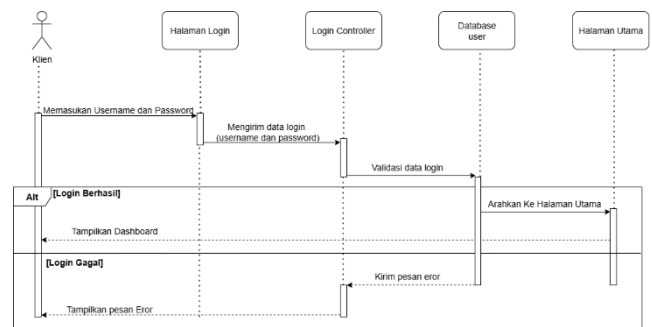 Klien
Halaman Login
Login Controller
Database
user
Halaman Utama
Memasukan Username dan Password
Mengirim data login
(username dan password)
Validasi data login
Alt
[Login Berhasil]
Arahkan Ke Halaman Utama
Tampilkan Dashboard
[Login Gagal]
Kirim pesan eror
Tampilkan pesan Eror